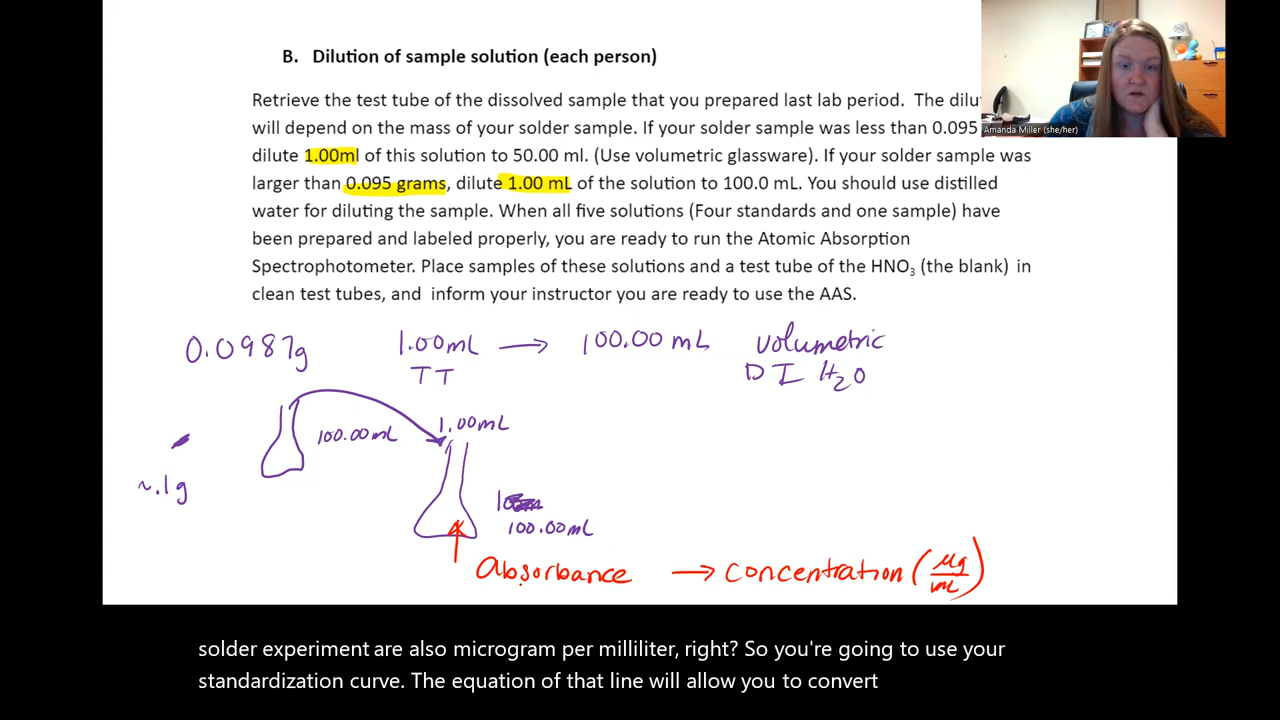 B. Dilution of sample solution (each person)
Retrieve the test tube of the dissolved sample that you prepared last lab period. The dilut
will depend on the mass of your solder sample. If your solder sample was less than 0.095
dilute 1.00ml of this solution to 50.00 ml. (Use volumetric glassware). If your solder sample was
larger than 0.095 grams, dilute 1.00 mL of the solution to 100.0 mL. You should use distilled
water for diluting the sample. When all five solutions (Four standards and one sample) have
been prepared and labeled properly, you are ready to run the Atomic Absorption
Spectrophotometer. Place samples of these solutions and a test tube of the HNO₃ (the blank) in
clean test tubes, and inform your instructor you are ready to use the AAS.
Amanda Miller (she/her)
0.0987g 1.00mL → 100.00 mL volumetric
TT DI H₂O
100.00mL 1.00mL
~.1g
100.00mL
Absorbance → concentration (μg/mL)
solder experiment are also microgram per milliliter, right? So you're going to use your
standardization curve. The equation of that line will allow you to convert